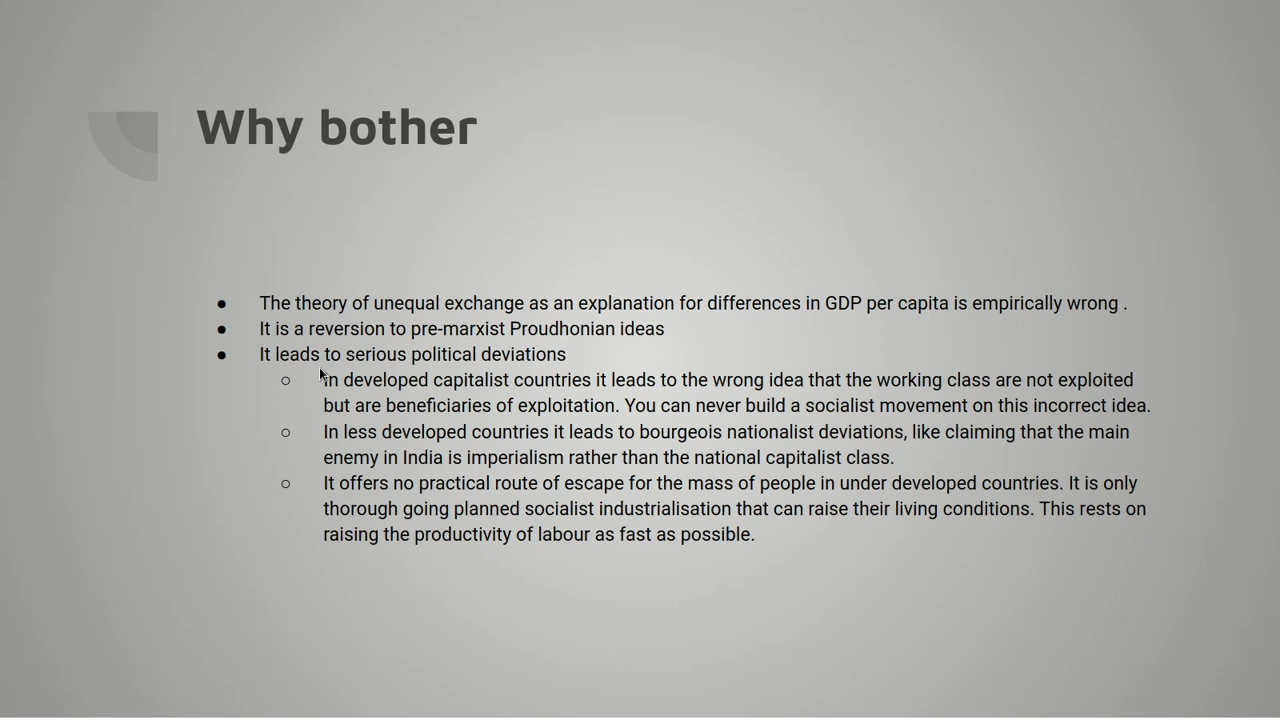 Why bother
● The theory of unequal exchange as an explanation for differences in GDP per capita is empirically wrong .
● It is a reversion to pre-marxist Proudhonian ideas
● It leads to serious political deviations
○ In developed capitalist countries it leads to the wrong idea that the working class are not exploited
but are beneficiaries of exploitation. You can never build a socialist movement on this incorrect idea.
○ In less developed countries it leads to bourgeois nationalist deviations, like claiming that the main
enemy in India is imperialism rather than the national capitalist class.
○ It offers no practical route of escape for the mass of people in under developed countries. It is only
thorough going planned socialist industrialisation that can raise their living conditions. This rests on
raising the productivity of labour as fast as possible.